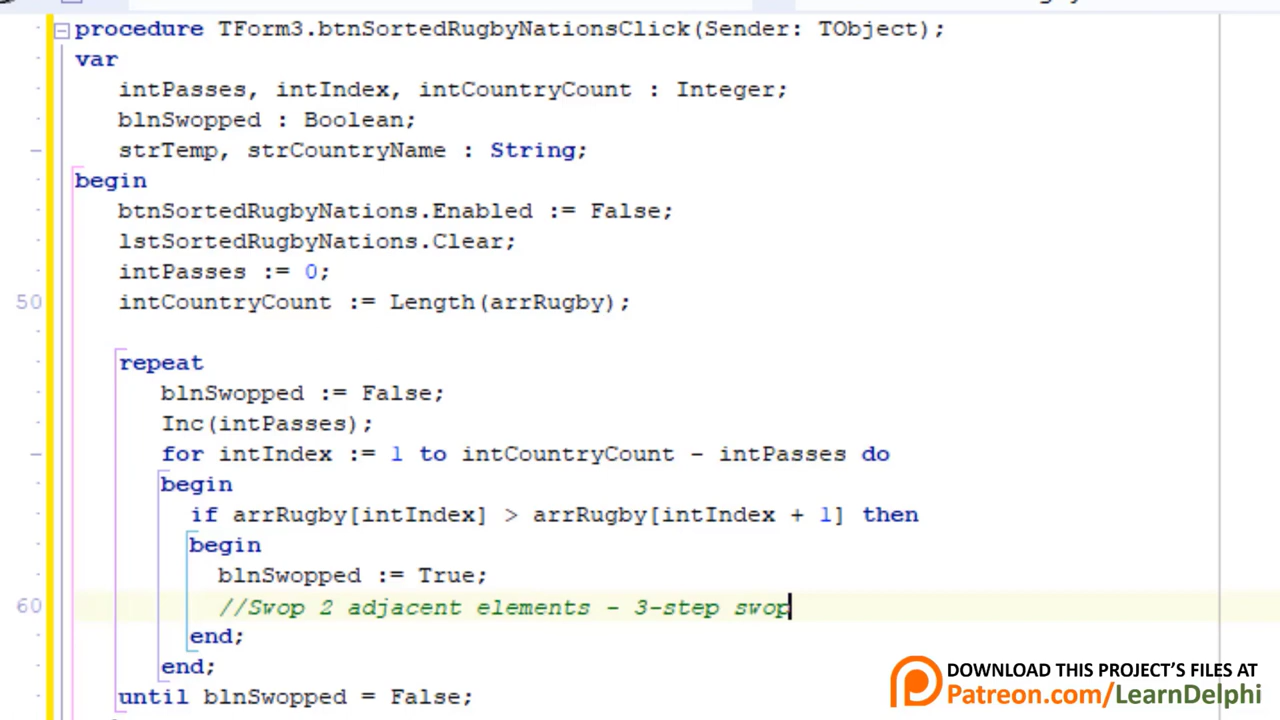 procedure TForm3.btnSortedRugbyNationsClick(Sender: TObject);
var
intPasses, intIndex, intCountryCount : Integer;
blnSwopped : Boolean;
strTemp, strCountryName : String;
begin
btnSortedRugbyNations.Enabled := False;
lstSortedRugbyNations.Clear;
intPasses := 0;
50 intCountryCount := Length(arrRugby);
repeat
blnSwopped := False;
Inc(intPasses);
for intIndex := 1 to intCountryCount - intPasses do
begin
if arrRugby[intIndex] > arrRugby[intIndex + 1] then
begin
blnSwopped := True;
60 //Swop 2 adjacent elements - 3-step swop
end;
end;
until blnSwopped = False;
DOWNLOAD THIS PROJECT'S FILES AT
Patreon.com/LearnDelphi